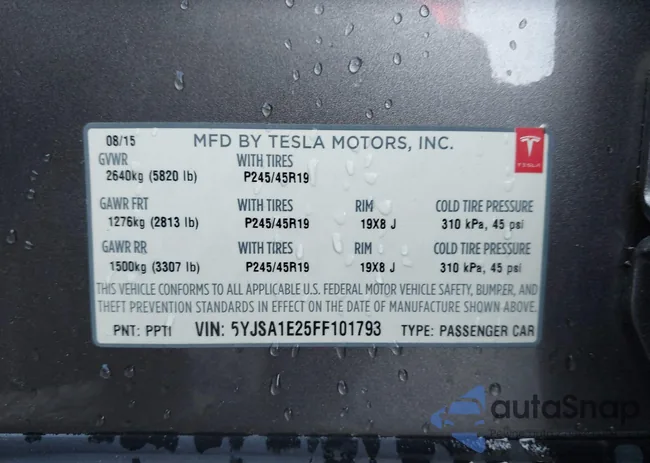 08/15 MFD BY TESLA MOTORS, INC.
GVWR WITH TIRES
2640kg (5820 lb) P245/45R19
TESLA
GAWR FRT WITH TIRES RIM COLD TIRE PRESSURE
1276kg (2813 lb) P245/45R19 19X8 J 310 kPa, 45 psi
GAWR RR WITH TIRES RIM COLD TIRE PRESSURE
1500kg (3307 lb) P245/45R19 19X8 J 310 kPa, 45 psi
THIS VEHICLE CONFORMS TO ALL APPLICABLE U.S. FEDERAL MOTOR VEHICLE SAFETY, BUMPER, AND
THEFT PREVENTION STANDARDS IN EFFECT ON THE DATE OF MANUFACTURE SHOWN ABOVE.
PNT: PPTI VIN: 5YJSA1E25FF101793 TYPE: PASSENGER CAR
autaSnap